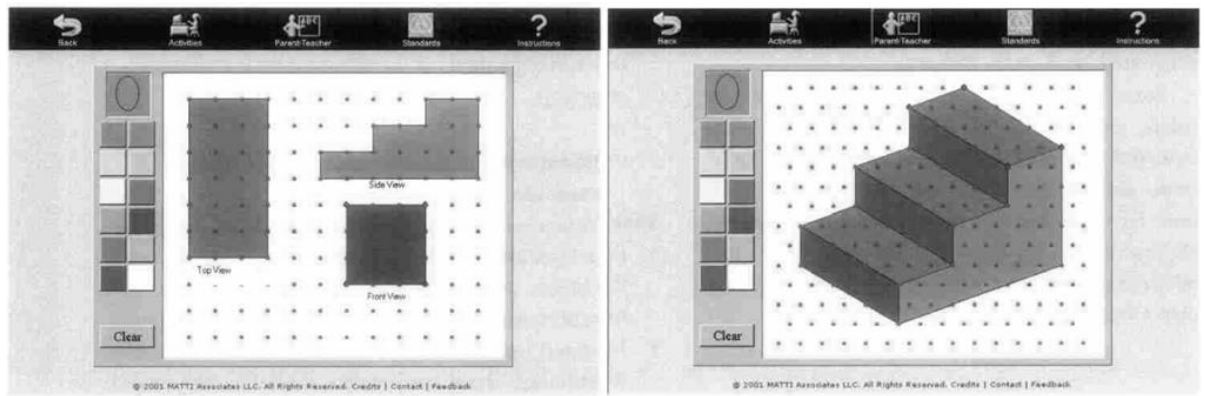 Back Activities Parent/Teacher Standards Instructions
Side View
Top View
Front View
Clear
© 2001 MATTI Associates LLC. All Rights Reserved. Credits | Contact | Feedback
Back Activities Parent/Teacher Standards Instructions
Clear
© 2001 MATTI Associates LLC. All Rights Reserved. Credits | Contact | Feedback